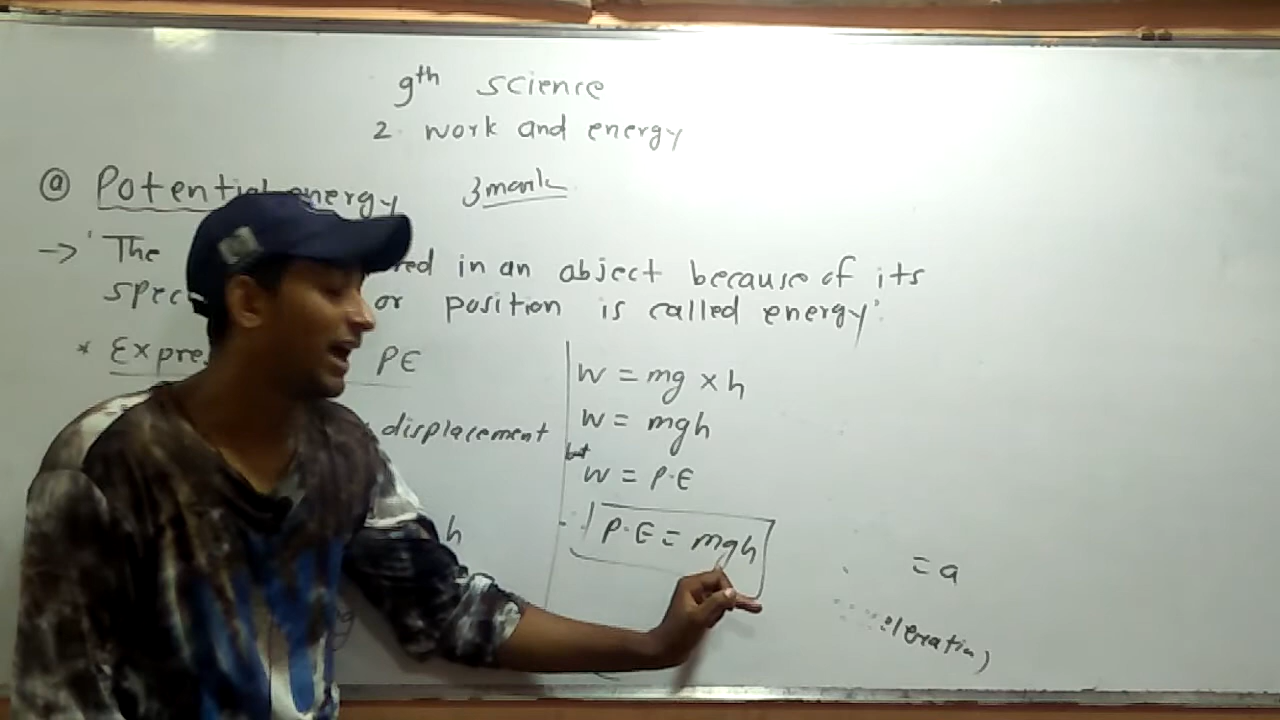 9th science
2. work and energy
ⓐ Potential energy 3 mark
-> 'The red in an object because of its
spec or position is called energy'
* Expre PE
displacement
h
W = mg × h
W = mgh
but
W = P.E
∴ P.E = mgh
= a